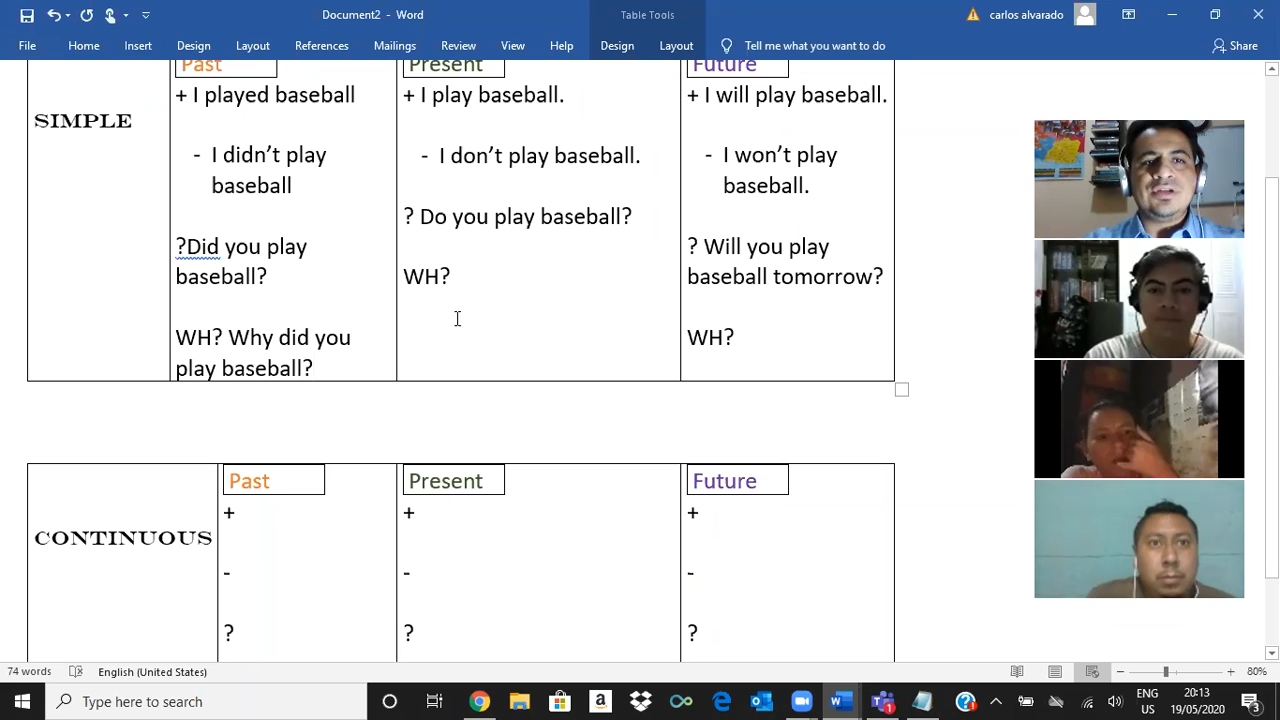 Document2 - Word
Table Tools
carlos alvarado
File Home Insert Design Layout References Mailings Review View Help Design Layout Tell me what you want to do Share
Past Present Future
SIMPLE
+ I played baseball
- I didn’t play
baseball
?Did you play
baseball?
WH? Why did you
play baseball?
+ I play baseball.
- I don’t play baseball.
? Do you play baseball?
WH?
+ I will play baseball.
- I won’t play
baseball.
? Will you play
baseball tomorrow?
WH?
Past Present Future
CONTINUOUS
+ + +
- - -
? ? ?
74 words English (United States) 80%
Type here to search
ENG 20:13
US 19/05/2020